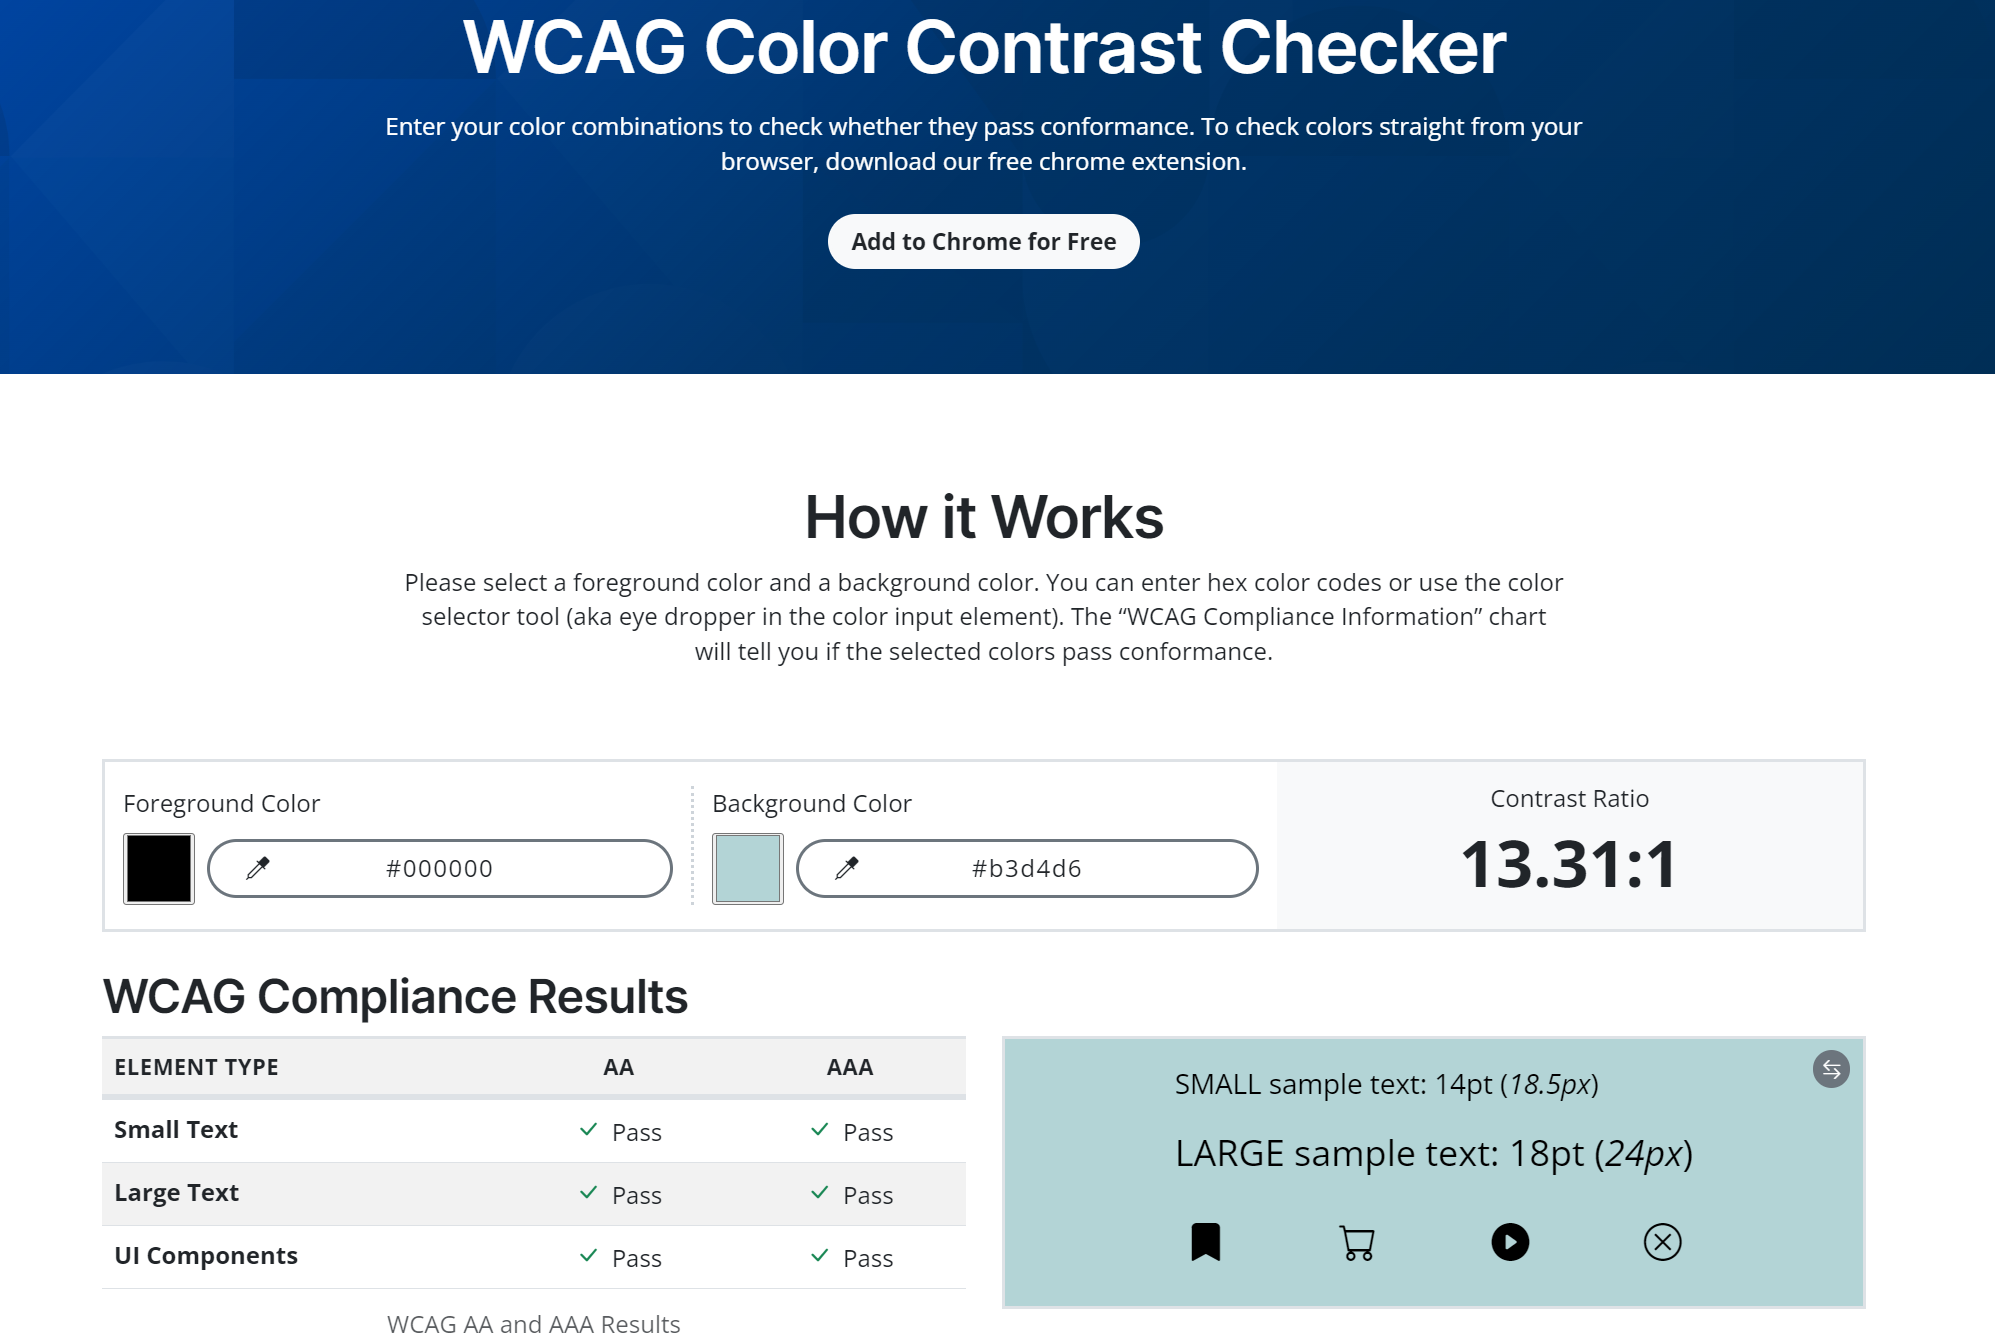 WCAG Color Contrast Checker
Enter your color combinations to check whether they pass conformance. To check colors straight from your
browser, download our free chrome extension.
Add to Chrome for Free
How it Works
Please select a foreground color and a background color. You can enter hex color codes or use the color
selector tool (aka eye dropper in the color input element). The “WCAG Compliance Information” chart
will tell you if the selected colors pass conformance.
Foreground Color
#000000
Background Color
#b3d4d6
Contrast Ratio
13.31:1
WCAG Compliance Results
ELEMENT TYPE AA AAA
Small Text Pass Pass
Large Text Pass Pass
UI Components Pass Pass
WCAG AA and AAA Results
SMALL sample text: 14pt (18.5px)
LARGE sample text: 18pt (24px)